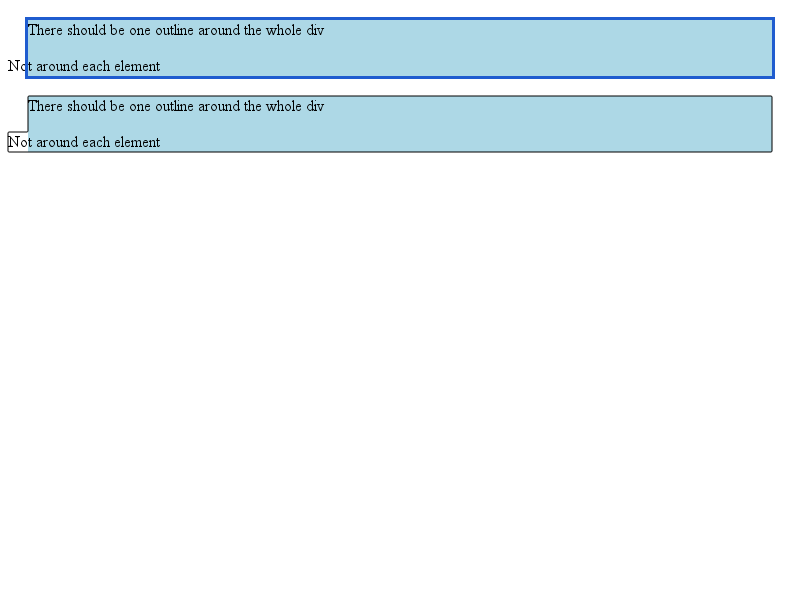 There should be one outline around the whole div
Not around each element
There should be one outline around the whole div
Not around each element